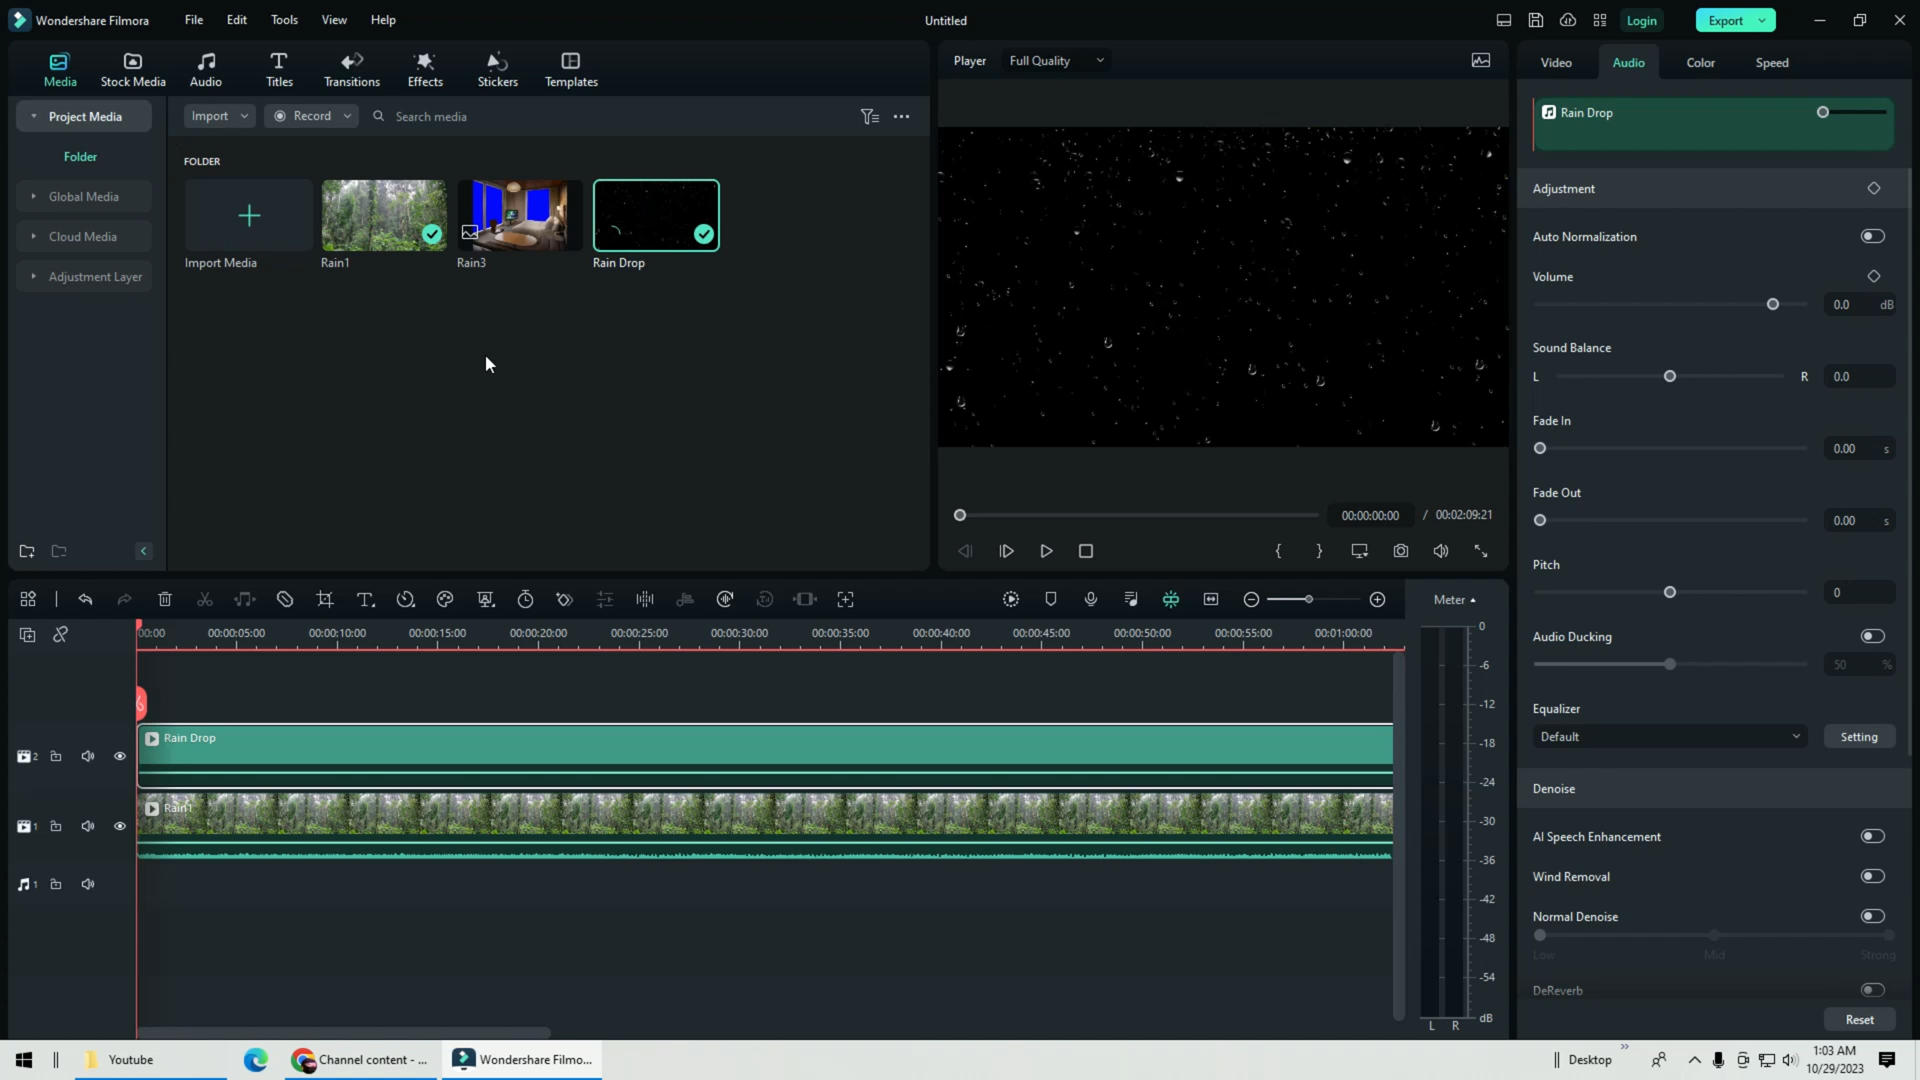 Wondershare Filmora File Edit Tools View Help Untitled Login Export
Media Stock Media Audio Titles Transitions Effects Stickers Templates
Player Full Quality
Video Audio Color Speed
Project Media
Import Record Search media
Folder
Global Media
Cloud Media
Adjustment Layer
FOLDER
Import Media Rain1 Rain3 Rain Drop
00:00:00:00 / 00:02:09:21
{ }
Rain Drop
Adjustment
Auto Normalization
Volume
0.0 dB
Sound Balance
L R 0.0
Fade In
0.00 s
Fade Out
0.00 s
Pitch
0
Audio Ducking
50 %
Equalizer
Default Setting
Denoise
AI Speech Enhancement
Wind Removal
Normal Denoise
Low Mid Strong
DeReverb
Reset
Meter
00:00 00:00:05:00 00:00:10:00 00:00:15:00 00:00:20:00 00:00:25:00 00:00:30:00 00:00:35:00 00:00:40:00 00:00:45:00 00:00:50:00 00:00:55:00 00:01:00:00
2 Rain Drop
1 Rain1
1
0
-6
-12
-18
-24
-30
-36
-42
-48
-54
dB
L R
Youtube Channel content - ... Wondershare Filmo... Desktop 1:03 AM
10/29/2023